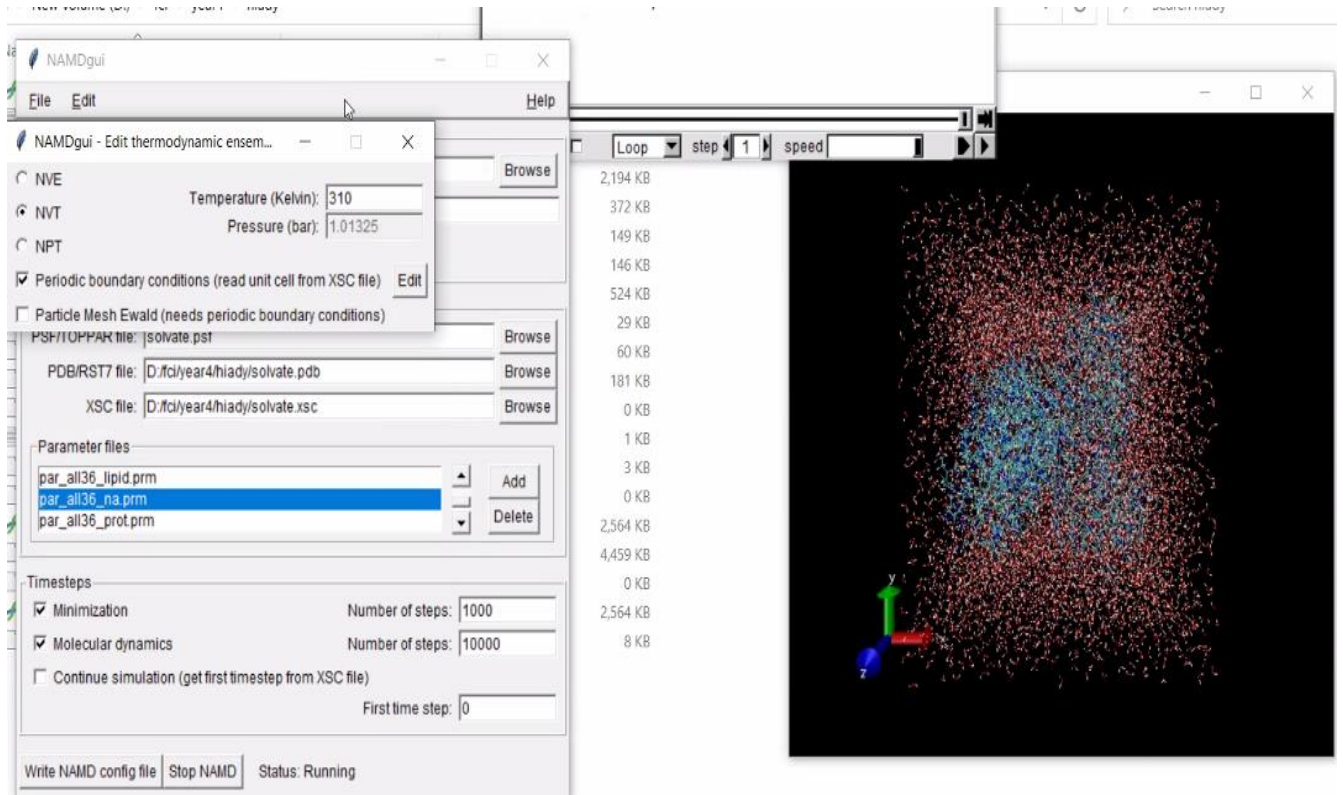 NAMDgui
File Edit Help
NAMDgui - Edit thermodynamic ensem...
NVE
NVT
NPT
Temperature (Kelvin): 310
Pressure (bar): 1.01325
Periodic boundary conditions (read unit cell from XSC file) Edit
Particle Mesh Ewald (needs periodic boundary conditions)
Browse
PSF/TOPPAR file: solvate.psf Browse
PDB/RST7 file: D:/fci/year4/hiady/solvate.pdb Browse
XSC file: D:/fci/year4/hiady/solvate.xsc Browse
Parameter files
par_all36_lipid.prm
par_all36_na.prm
par_all36_prot.prm
Add
Delete
Timesteps
Minimization Number of steps: 1000
Molecular dynamics Number of steps: 10000
Continue simulation (get first timestep from XSC file)
First time step: 0
Write NAMD config file Stop NAMD Status: Running
Loop step 1 speed
2,194 KB
372 KB
149 KB
146 KB
524 KB
29 KB
60 KB
181 KB
0 KB
1 KB
3 KB
0 KB
2,564 KB
4,459 KB
0 KB
2,564 KB
8 KB
y
z